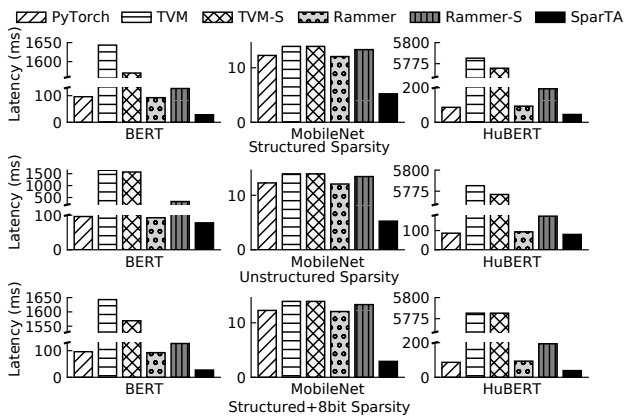 PyTorch TVM TVM-S Rammer Rammer-S SparTA
Latency (ms)
1650
1600
100
0
BERT
10
0
MobileNet
5800
5775
200
0
HuBERT
Structured Sparsity
Latency (ms)
1500
1000
500
100
0
BERT
10
0
MobileNet
5800
5775
100
0
HuBERT
Unstructured Sparsity
Latency (ms)
1650
1600
1550
100
0
BERT
10
0
MobileNet
5800
5775
200
0
HuBERT
Structured+8bit Sparsity